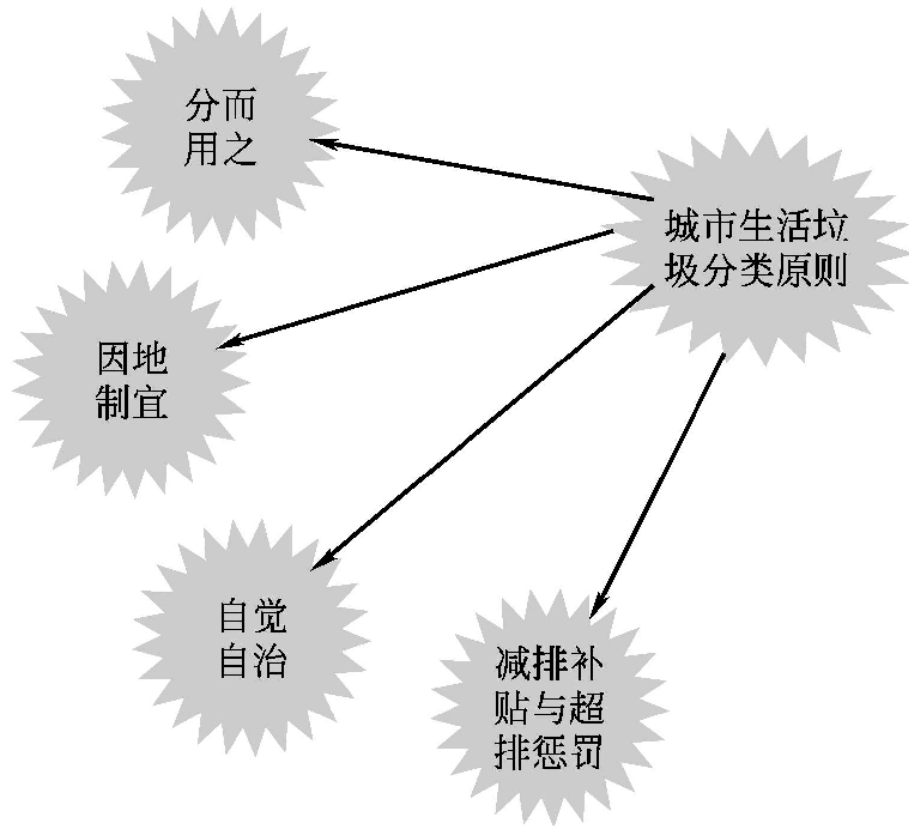 分而
用之
城市生活垃
圾分类原则
因地
制宜
自觉
自治
减排补
贴与超
排惩罚